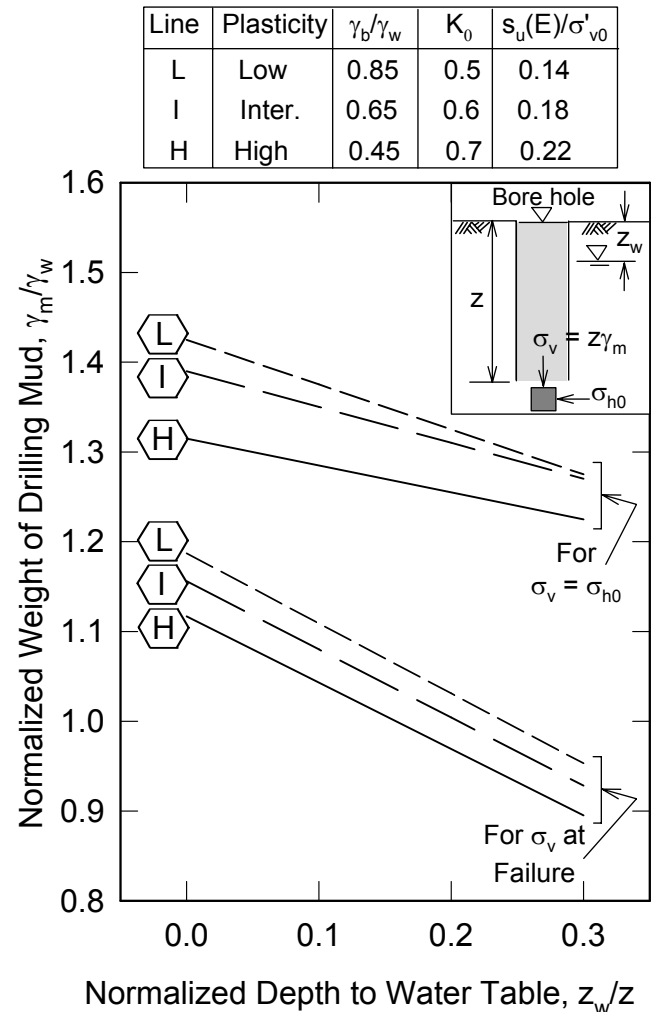 Line Plasticity γb/γw K0 su(E)/σ'v0
L Low 0.85 0.5 0.14
I Inter. 0.65 0.6 0.18
H High 0.45 0.7 0.22
Normalized Weight of Drilling Mud, γm/γw
1.6
1.5
1.4
1.3
1.2
1.1
1.0
0.9
0.8
Bore hole
zw
z
σv = zγm
σh0
L
I
H
For
σv = σh0
L
I
H
For σv at
Failure
0.0 0.1 0.2 0.3
Normalized Depth to Water Table, zw/z